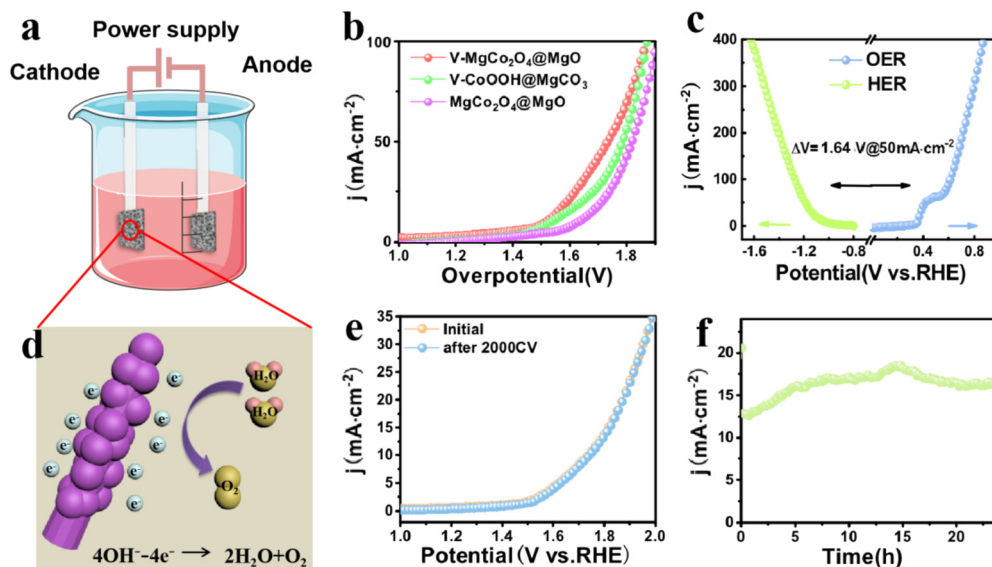 a
Power supply
Cathode
Anode
b
j (mA·cm⁻²)
100
50
0
V-MgCo₂O₄@MgO
V-CoOOH@MgCO₃
MgCo₂O₄@MgO
1.0 1.2 1.4 1.6 1.8
Overpotential(V)
c
j (mA·cm⁻²)
400
300
200
100
0
OER
HER
ΔV=1.64 V@50mA·cm⁻²
-1.6 -1.2 -0.8 0.4 0.8
Potential(V vs.RHE)
d
e⁻
e⁻
e⁻
e⁻
e⁻
e⁻
e⁻
e⁻
H₂O
H₂O
O₂
4OH⁻−4e⁻ → 2H₂O+O₂
e
j (mA·cm⁻²)
35
30
25
20
15
10
5
0
Initial
after 2000CV
1.0 1.2 1.4 1.6 1.8 2.0
Potential(V vs.RHE)
f
j (mA·cm⁻²)
25
20
15
10
5
0
0 5 10 15 20
Time(h)